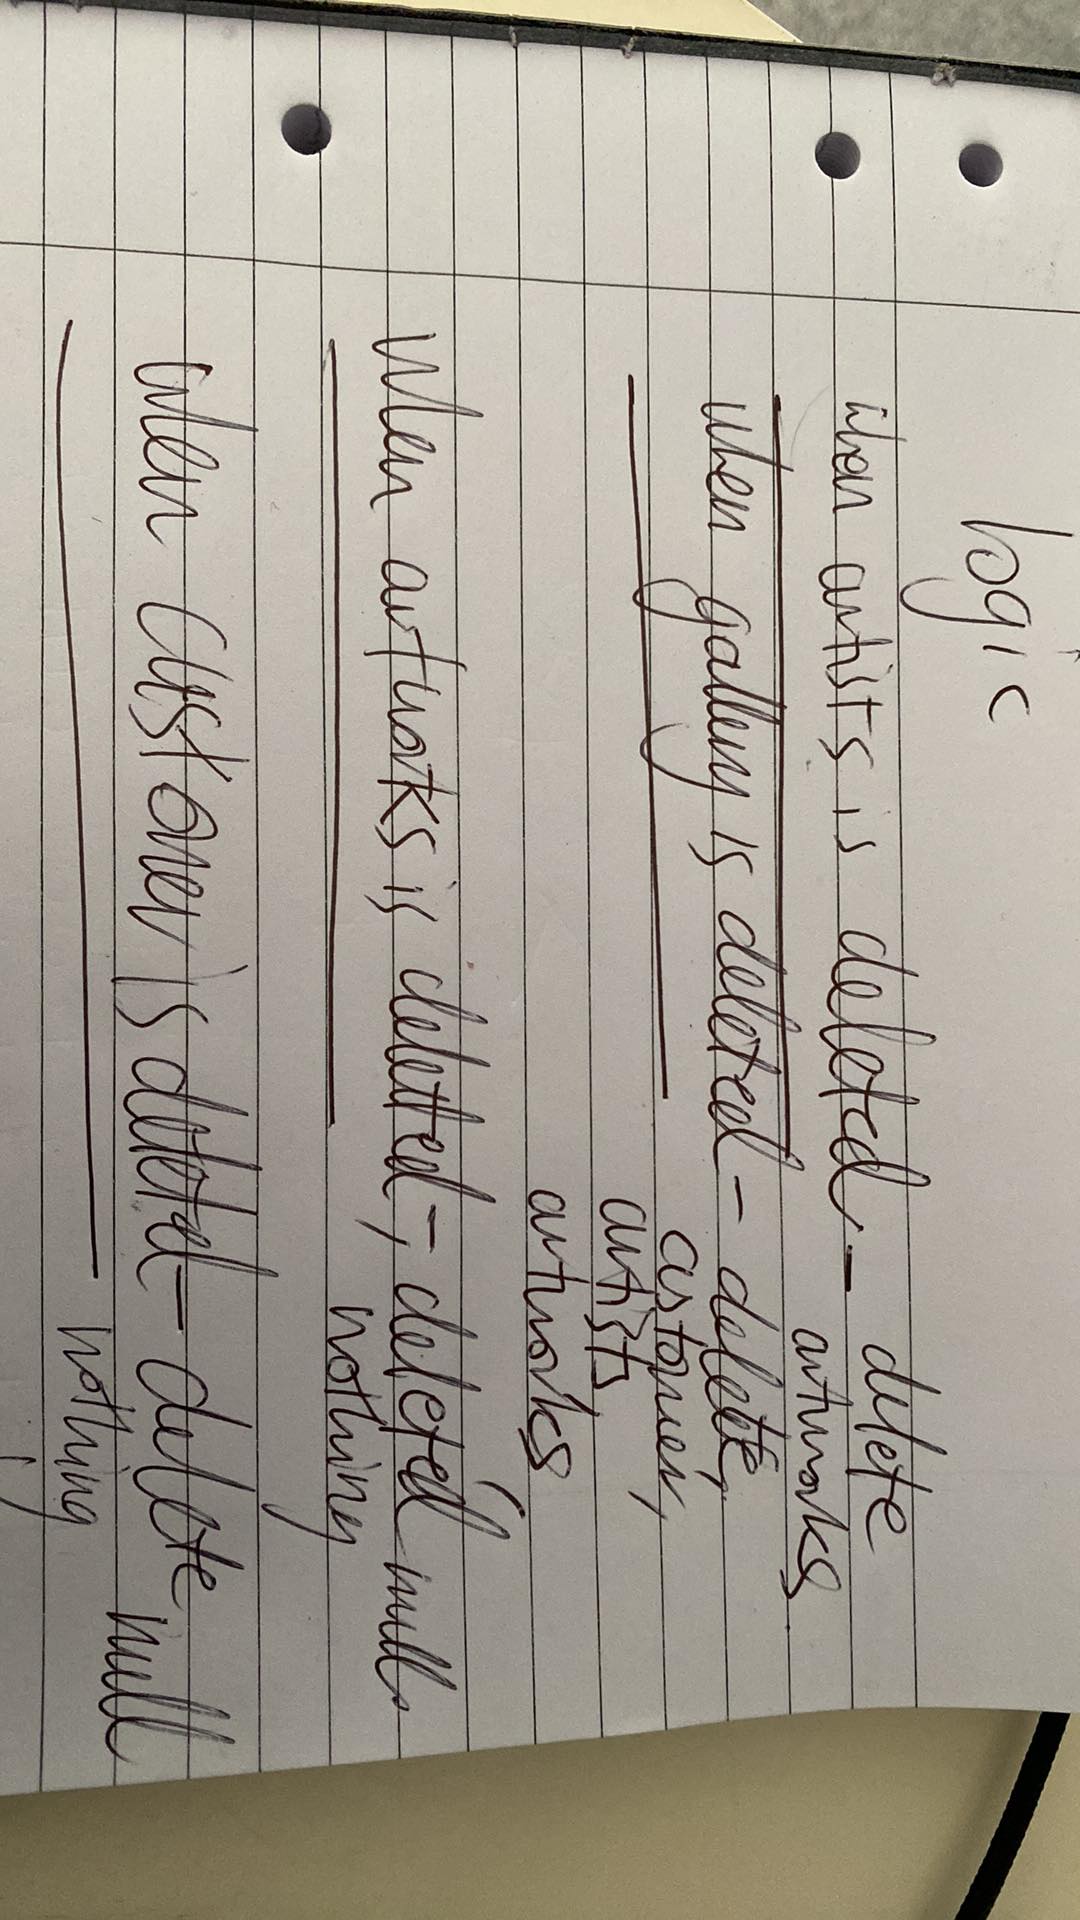 logic
when artists is deleted - delete
artworks
when gallery is deleted - delete,
customer,
artists,
artworks,
when artworks is deletted -, deleted null.
nothing
when customer is deleted - delete null
nothing